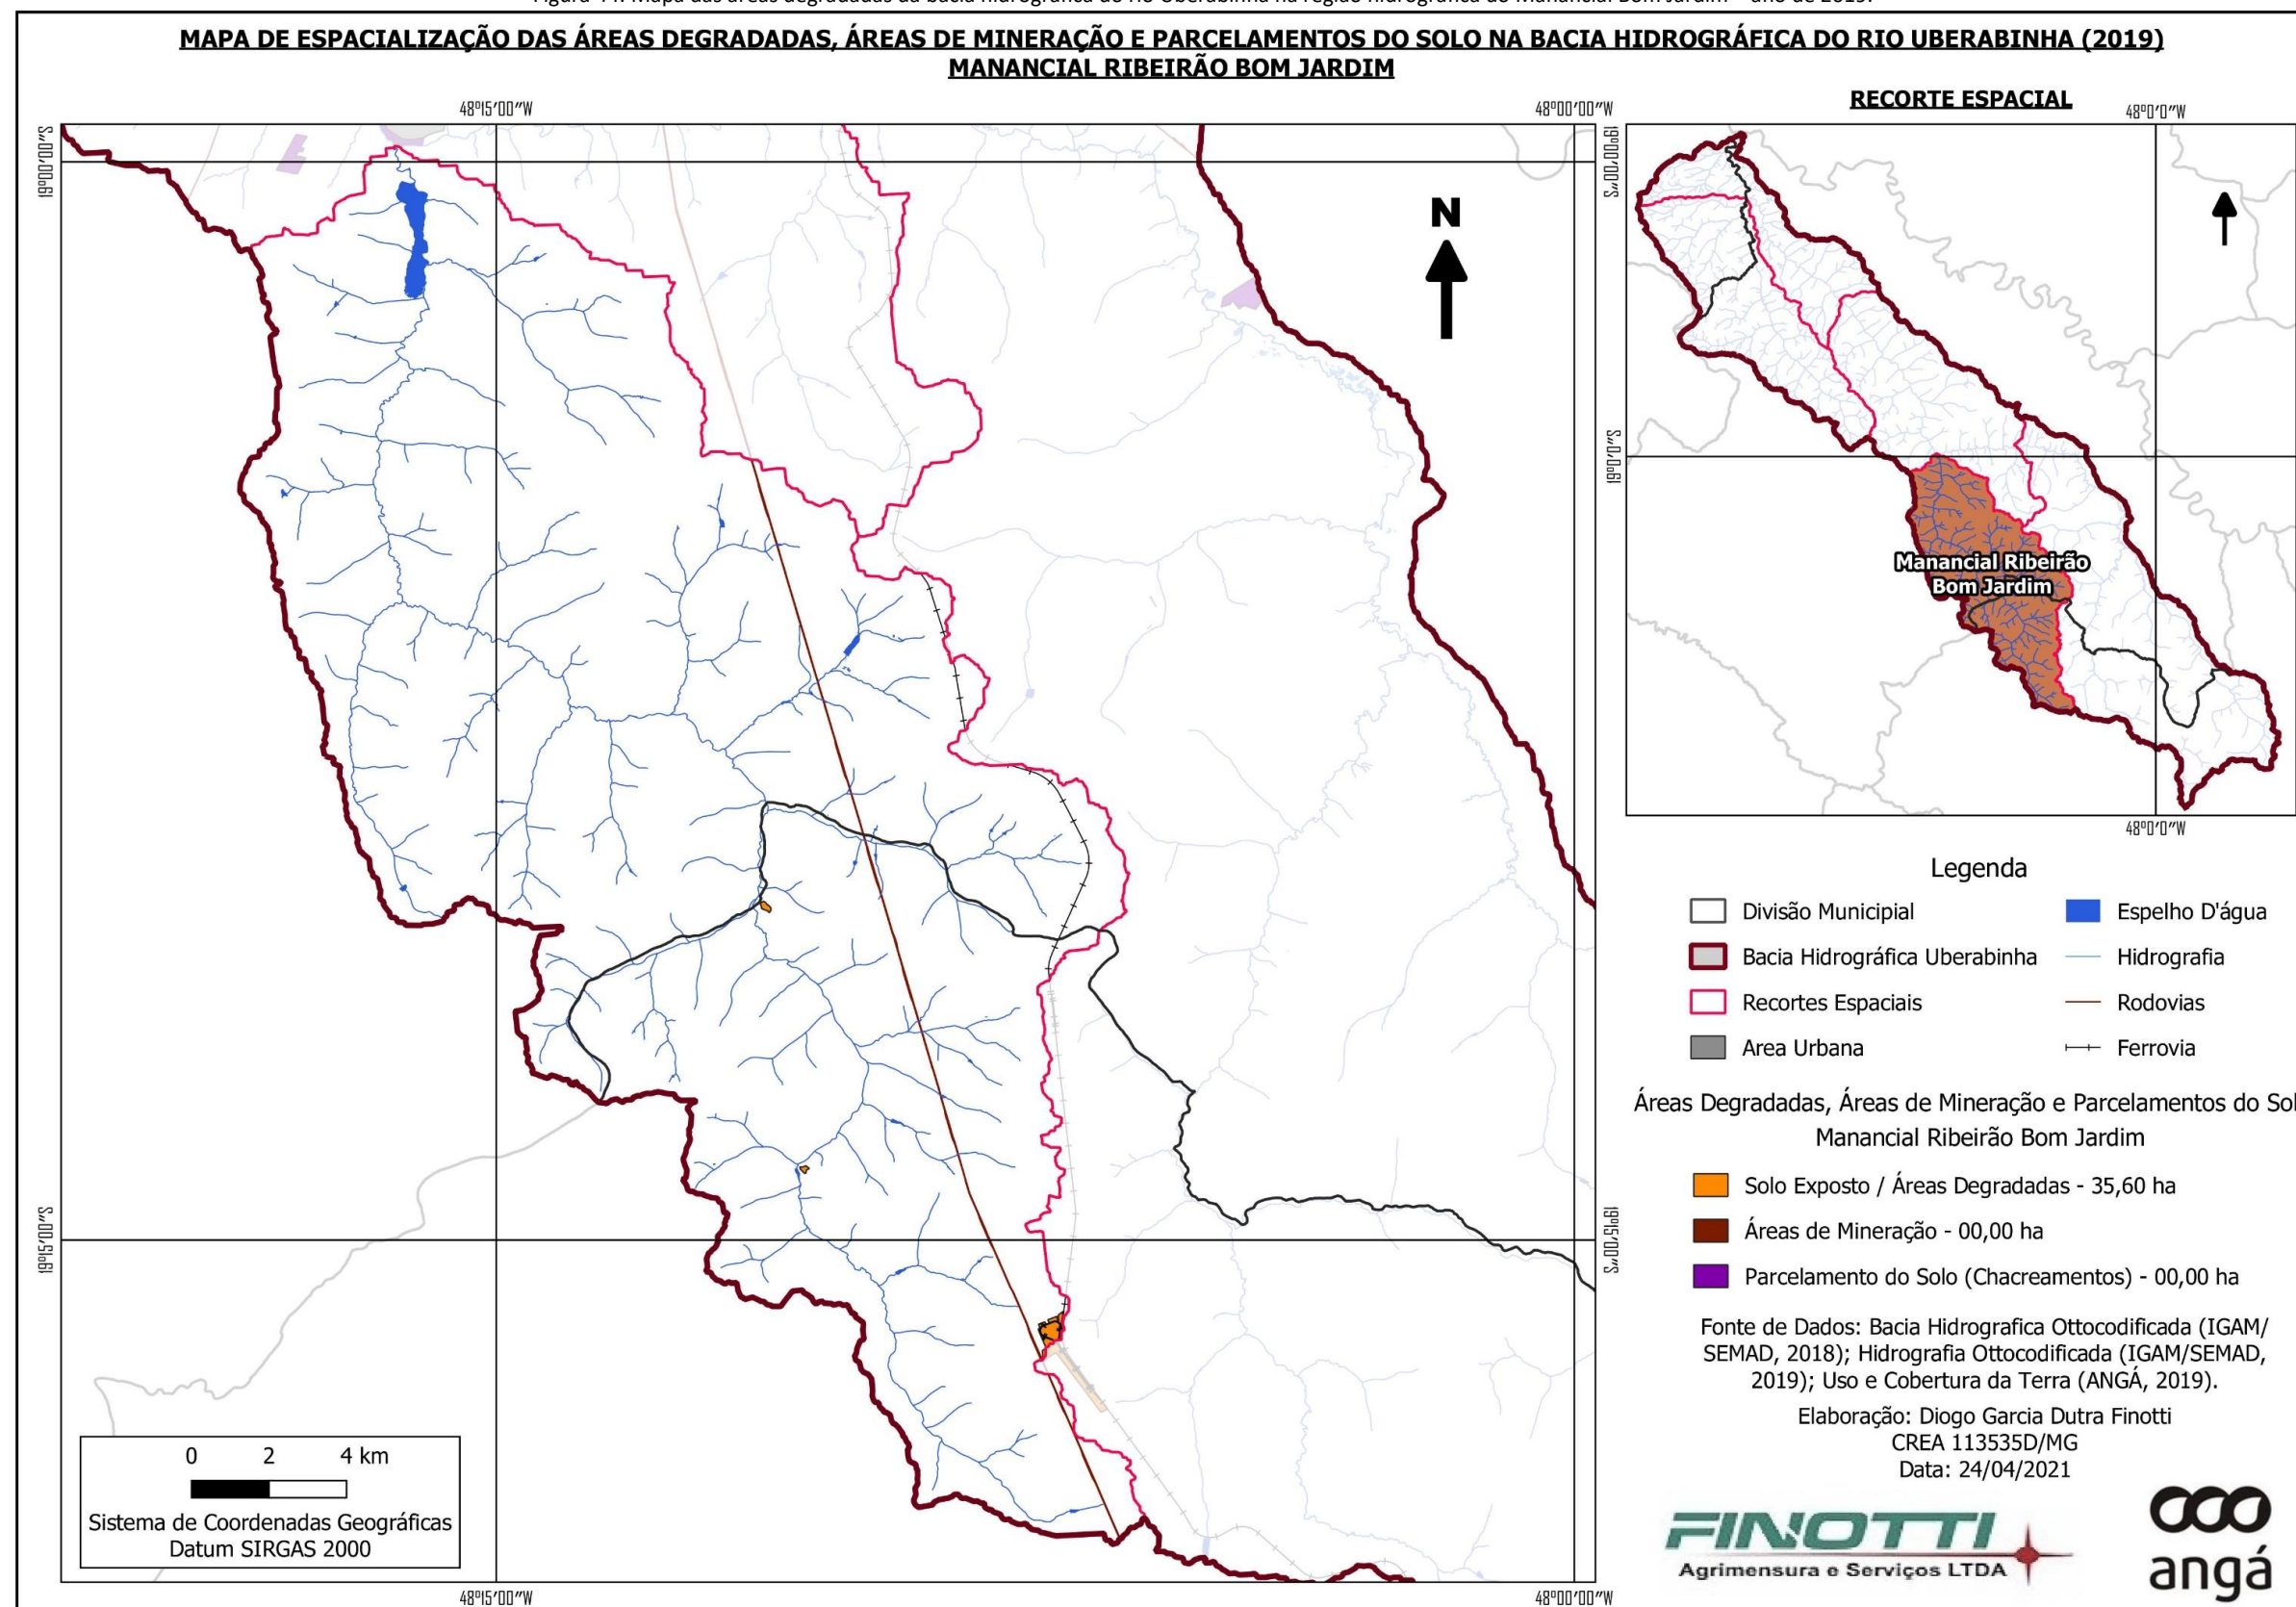 MAPA DE ESPACIALIZAÇÃO DAS ÁREAS DEGRADADAS, ÁREAS DE MINERAÇÃO E PARCELAMENTOS DO SOLO NA BACIA HIDROGRÁFICA DO RIO UBERABINHA (2019)
MANANCIAL RIBEIRÃO BOM JARDIM
48°15'00"W
48°00'00"W
19°00'00"S
19°00'00"S
N
19°15'00"S
19°15'00"S
0 2 4 km
Sistema de Coordenadas Geográficas
Datum SIRGAS 2000
48°15'00"W
48°00'00"W
RECORTE ESPACIAL
48°0'0"W
19°0'0"S
Manancial Ribeirão
Bom Jardim
48°0'0"W
Legenda
Divisão Municipial
Espelho D'água
Bacia Hidrográfica Uberabinha
Hidrografia
Recortes Espaciais
Rodovias
Area Urbana
Ferrovia
Áreas Degradadas, Áreas de Mineração e Parcelamentos do Sol
Manancial Ribeirão Bom Jardim
Solo Exposto / Áreas Degradadas - 35,60 ha
Áreas de Mineração - 00,00 ha
Parcelamento do Solo (Chacreamentos) - 00,00 ha
Fonte de Dados: Bacia Hidrografica Ottocodificada (IGAM/
SEMAD, 2018); Hidrografia Ottocodificada (IGAM/SEMAD,
2019); Uso e Cobertura da Terra (ANGÁ, 2019).
Elaboração: Diogo Garcia Dutra Finotti
CREA 113535D/MG
Data: 24/04/2021
FINOTTI
Agrimensura e Serviços LTDA
angá